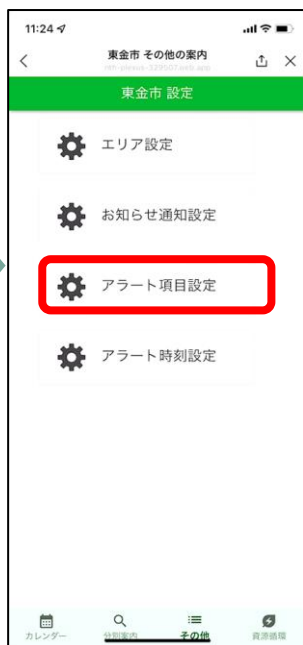 11:24
東金市 その他の案内
東金市 設定
エリア設定
お知らせ通知設定
アラート項目設定
アラート時刻設定
カレンダー
分別案内
その他
資源循環